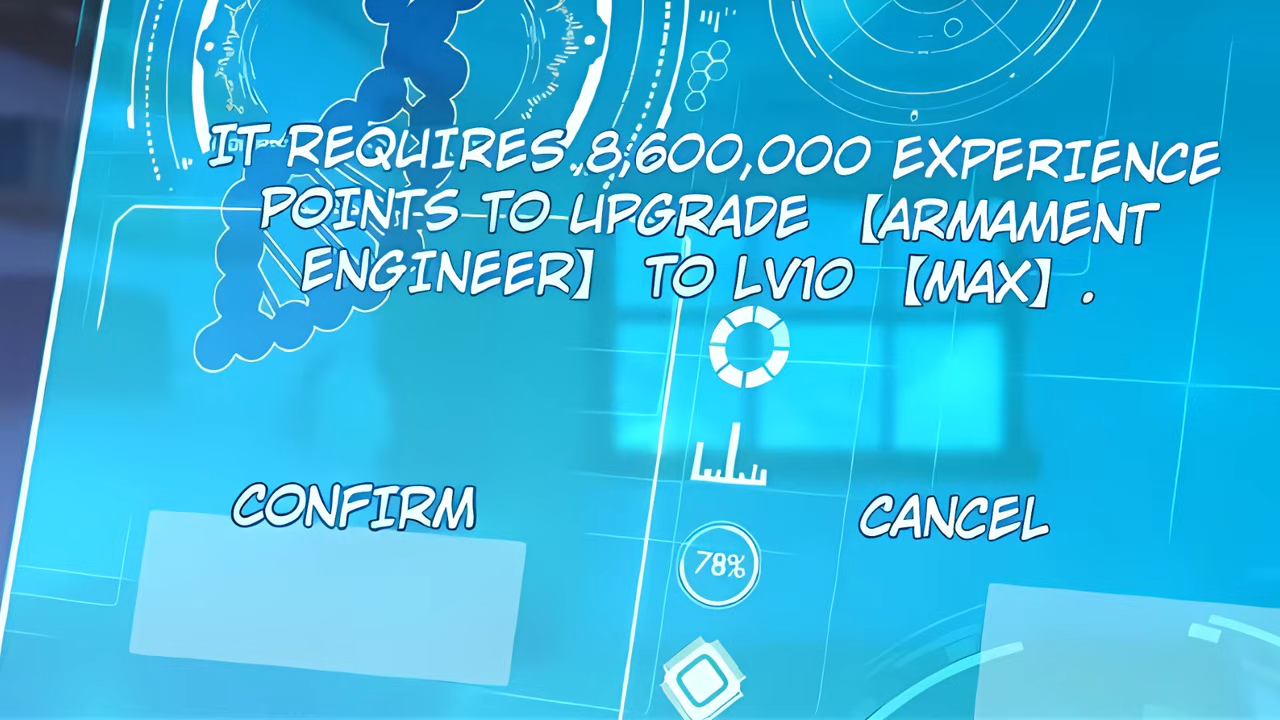 IT REQUIRES 8,600,000 EXPERIENCE
POINTS TO UPGRADE 【ARMAMENT
ENGINEER】 TO LV10 【MAX】.
CONFIRM
CANCEL
78%